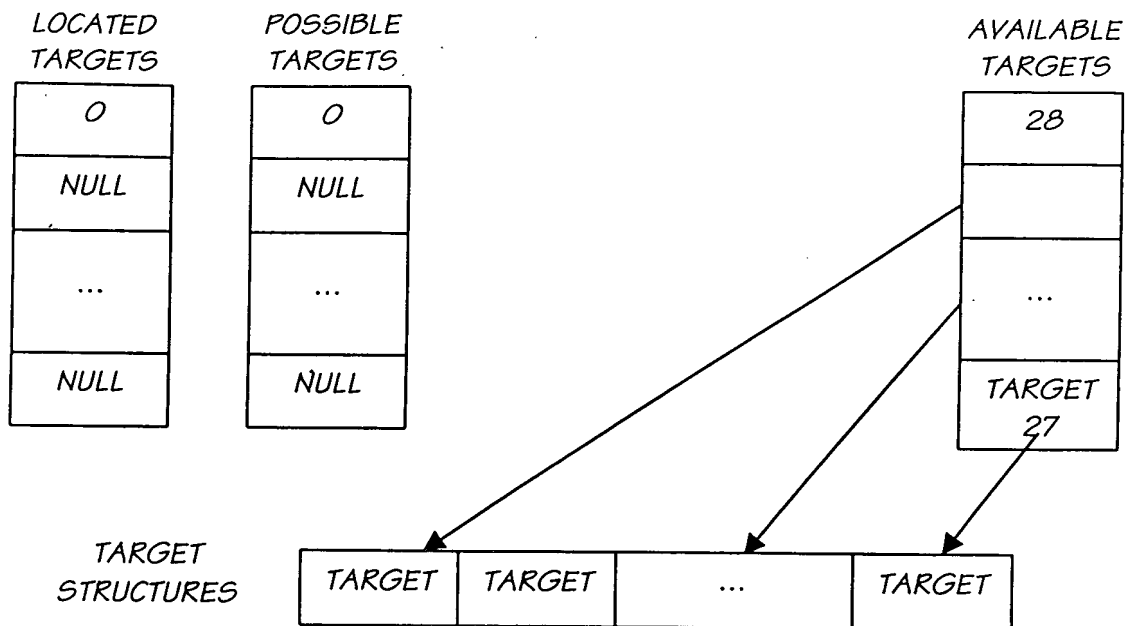 LOCATED
TARGETS
0
NULL
...
NULL
POSSIBLE
TARGETS
0
NULL
...
NULL
AVAILABLE
TARGETS
28
...
TARGET
27
TARGET
STRUCTURES
TARGET
TARGET
...
TARGET